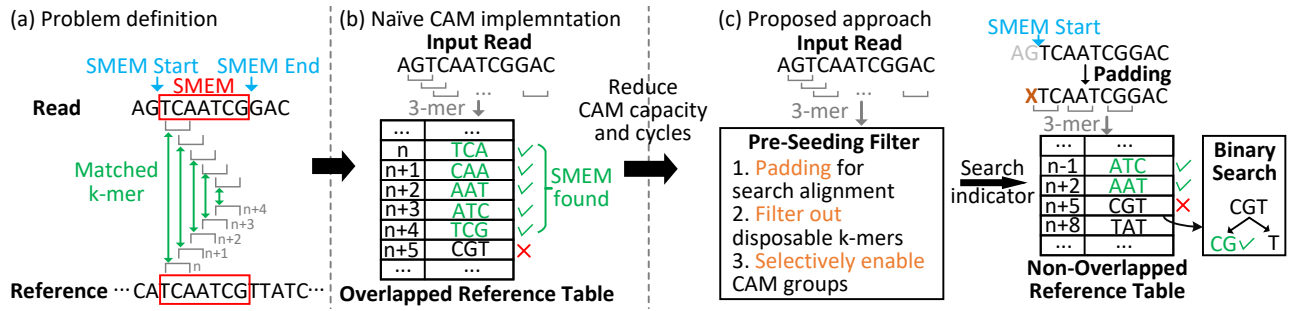 (a) Problem definition
SMEM Start
SMEM End
SMEM
Read
AGTCAATCGGAC
Matched
k-mer
n+4
n+3
n+2
n+1
n
Reference
···CATCAATCGTTATC···
(b) Naïve CAM implemntation
Input Read
AGTCAATCGGAC
...
3-mer
... ...
n TCA ✓
n+1 CAA ✓
n+2 AAT ✓
n+3 ATC ✓
n+4 TCG ✓
n+5 CGT ✗
... ...
SMEM
found
Overlapped Reference Table
Reduce
CAM capacity
and cycles
(c) Proposed approach
Input Read
AGTCAATCGGAC
...
3-mer
Pre-Seeding Filter
1. Padding for
search alignment
2. Filter out
disposable k-mers
3. Selectively enable
CAM groups
Search
indicator
SMEM Start
AGTCAATCGGAC
Padding
XTCAATCGGAC
3-mer
... ...
n-1 ATC ✓
n+2 AAT ✓
n+5 CGT ✗
n+8 TAT
... ...
Non-Overlapped
Reference Table
Binary
Search
CGT
CG✓ T